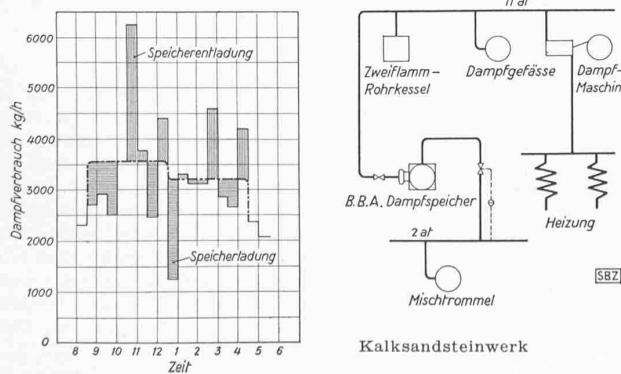 Dampfverbrauch kg/h
6000
5000
4000
3000
2000
1000
0
Speicherentladung
Speicherladung
8 9 10 11 12 1 2 3 4 5 6
Zeit
11 at
Zweiflamm-
Rohrkessel
Dampfgefässe
Dampf-
Maschin
B.B.A. Dampfspeicher
Heizung
2 at
Mischtrommel
SBZ
Kalksandsteinwerk